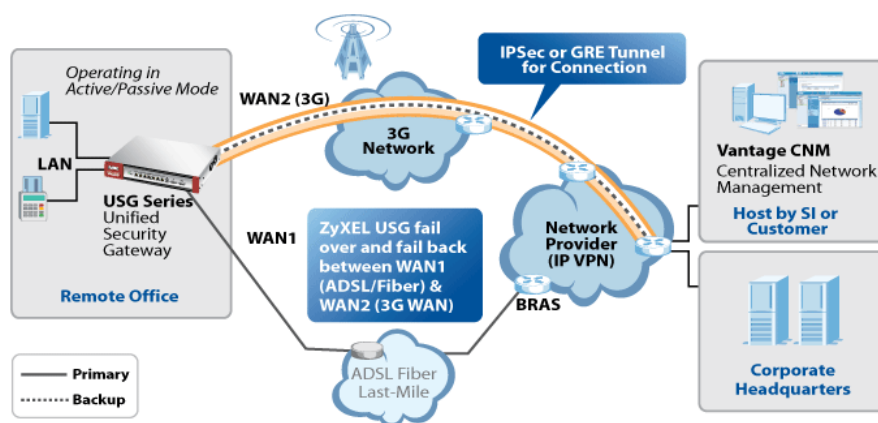 Operating in
Active/Passive Mode
LAN
USG Series
Unified
Security
Gateway
Remote Office
WAN2 (3G)
3G
Network
IPSec or GRE Tunnel
for Connection
WAN1
ZyXEL USG fail
over and fail back
between WAN1
(ADSL/Fiber) &
WAN2 (3G WAN)
Network
Provider
(IP VPN)
BRAS
ADSL Fiber
Last-Mile
Vantage CNM
Centralized Network
Management
Host by SI or
Customer
Corporate
Headquarters
Primary
Backup